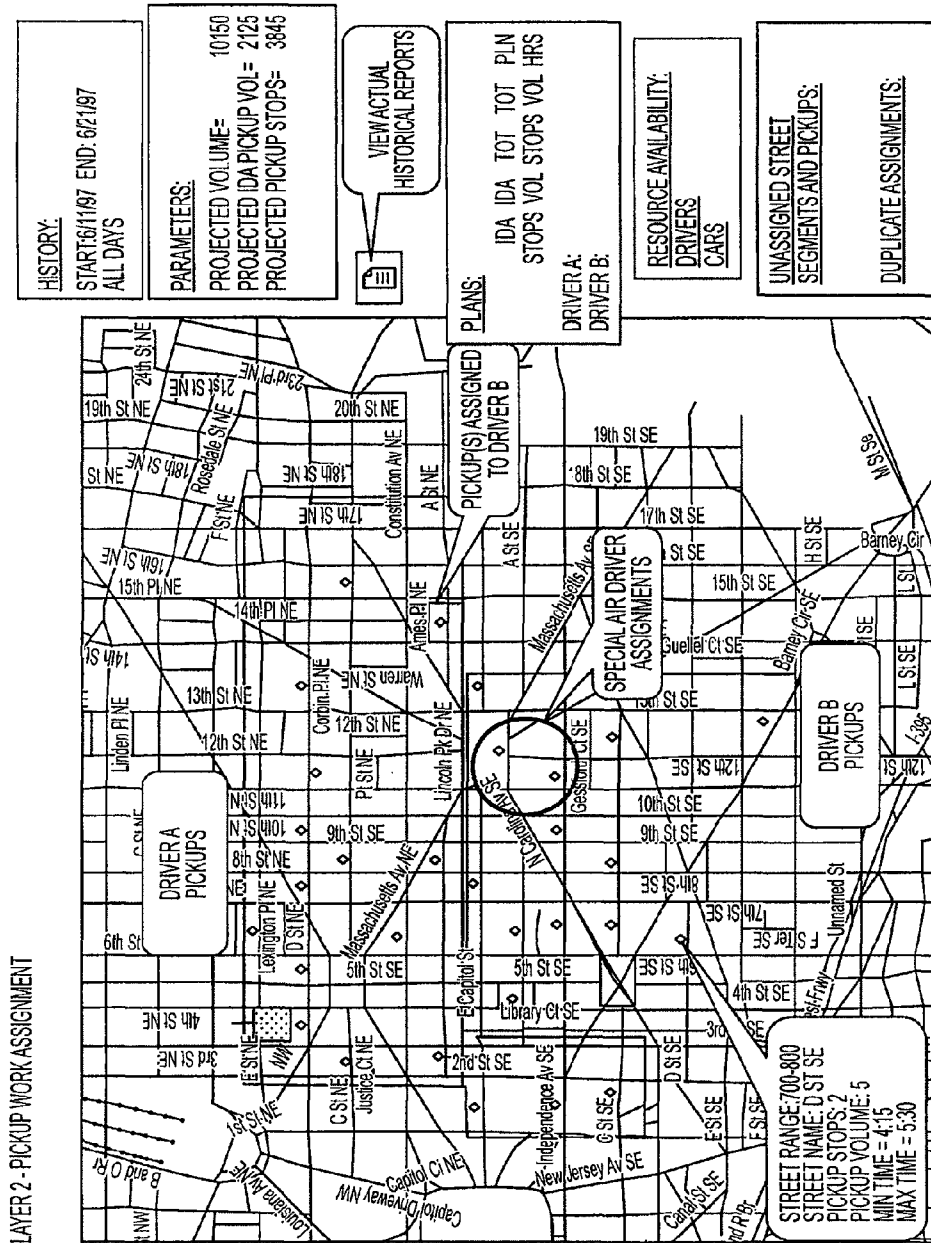 LAYER 2 - PICKUP WORK ASSIGNMENT
HISTORY:
START:6/11/97 END: 6/21/97
ALL DAYS
PARAMETERS:
PROJECTED VOLUME= 10150
PROJECTED IDA PICKUP VOL= 2125
PROJECTED PICKUP STOPS= 3845
VIEW ACTUAL
HISTORICAL REPORTS
PLANS:
IDA IDA TOT TOT PLN
STOPS VOL STOPS VOL HRS
DRIVER A:
DRIVER B:
RESOURCE AVAILABILITY:
DRIVERS
CARS
UNASSIGNED STREET
SEGMENTS AND PICKUPS:
DUPLICATE ASSIGNMENTS:
DRIVER A
PICKUPS
PICKUP(S) ASSIGNED
TO DRIVER B
SPECIAL AIR DRIVER
ASSIGNMENTS
DRIVER B
PICKUPS
STREET RANGE:700-800
STREET NAME: D ST SE
PICKUP STOPS: 2
PICKUP VOLUME: 5
MIN TIME = 4:15
MAX TIME = 5:30
B and O Rr
Louisiana Av NE
1st St NE
3rd St NE
4th St NE
6th St
E St NE
NW
C St NE
Justice Ct NE
Capitol Driveway NW
Capitol Ct NE
Lexington Pl NE
D St NE
5th St SE
Massachusetts Av NE
8th St NE
9th St SE
10th St N
11th St N
12th St NE
Linden Pl NE
13th St NE
14th St
Corbin Pl NE
12th St NE
Pl St NE
Warren St NE
14th Pl NE
15th Pl NE
16th St NE
F St NE
17th St NE
18th St NE
18th St NE
Rosedale St NE
St NE
19th St NE
20th St NE
21st St NE
23rd Pl NE
24th St NE
Constitution Av NE
A St NE
Ames Pl NE
Lincoln Pk Dr NE
E Capitol St
2nd St SE
Independence Av SE
Library Ct SE
5th St SE
N Carolina Av SE
Gessford Ct SE
A St SE
Massachusetts Av SE
19th St SE
18th St SE
17th St SE
15th St SE
12th St SE
10th St SE
9th St SE
8th St SE
7th St SE
6th St SE
4th St SE
3rd
D St SE
E St SE
F St SE
New Jersey Av SE
Canal St SE
F S Ter SE
Unnamed St
Barney Cir SE
Barney Cir
H St SE
L St SE
M St Se
12th St
I-395